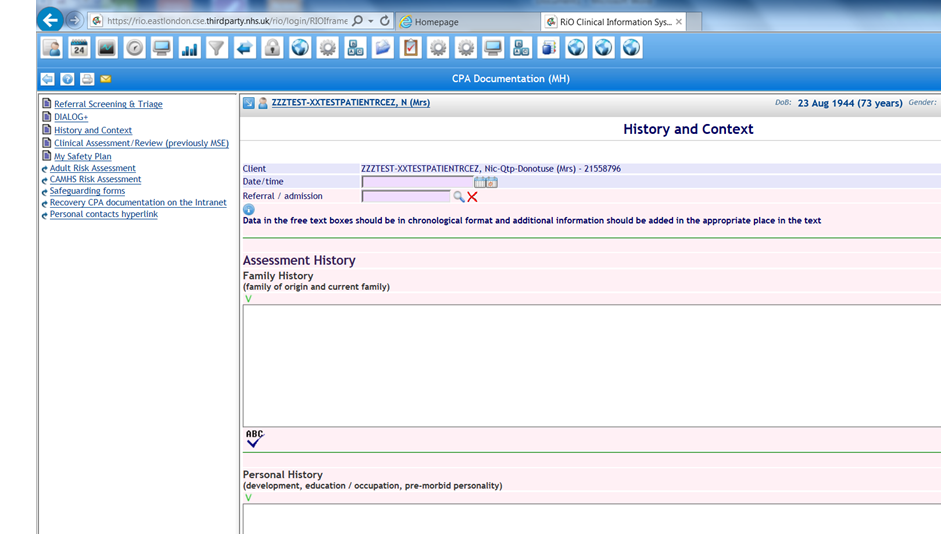 https://rio.eastlondon.cse.thirdparty.nhs.uk/rio/login/RIOIframe
Homepage
RiO Clinical Information Sys...
24
CPA Documentation (MH)
Referral Screening & Triage
DIALOG+
History and Context
Clinical Assessment/Review (previously MSE)
My Safety Plan
Adult Risk Assessment
CAMHS Risk Assessment
Safeguarding forms
Recovery CPA documentation on the Intranet
Personal contacts hyperlink
ZZZTEST-XXTESTPATIENTRCEZ, N (Mrs)
DoB: 23 Aug 1944 (73 years) Gender:
History and Context
Client ZZZTEST-XXTESTPATIENTRCEZ, Nic-Qtp-Donotuse (Mrs) - 21558796
Date/time
Referral / admission
Data in the free text boxes should be in chronological format and additional information should be added in the appropriate place in the text
Assessment History
Family History
(family of origin and current family)
V
ABC
Personal History
(development, education / occupation, pre-morbid personality)
V